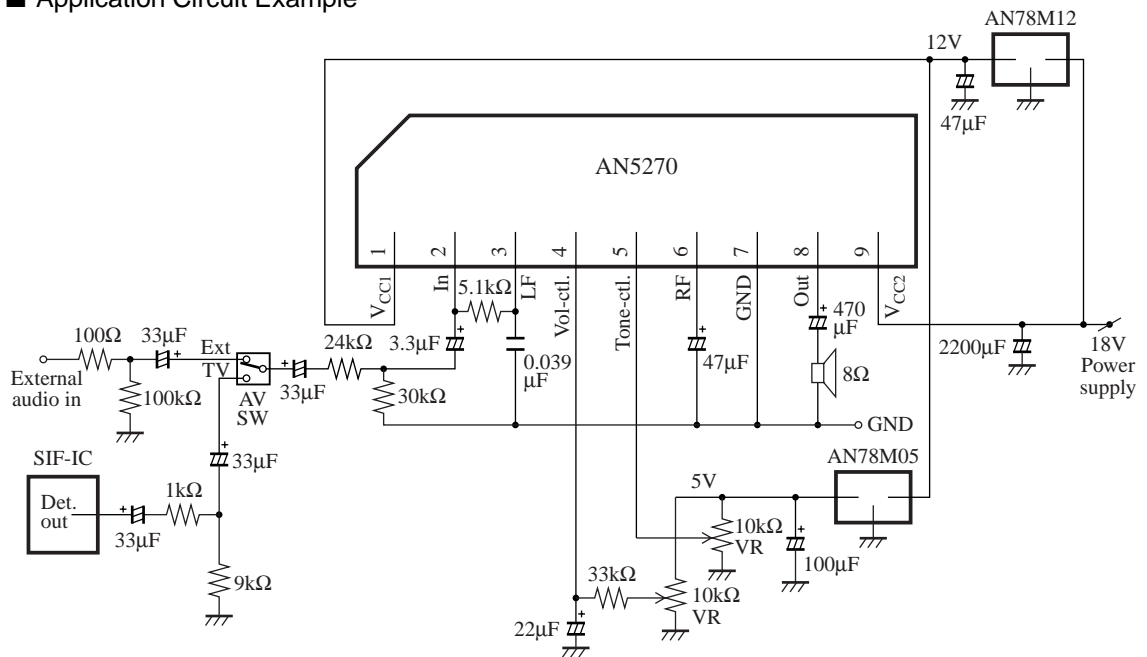 ■ Application Circuit Example
AN78M12
12V
47μF
AN5270
1
2
3
4
5
6
7
8
9
VCC1
In
LF
Vol-ctl.
Tone-ctl.
RF
GND
Out
VCC2
5.1kΩ
470
μF
100Ω
33μF
Ext
TV
24kΩ
3.3μF
0.039
μF
47μF
8Ω
2200μF
18V
Power
supply
External
audio in
100kΩ
AV
SW
33μF
30kΩ
GND
SIF-IC
33μF
AN78M05
5V
Det.
out
1kΩ
33μF
10kΩ
VR
100μF
9kΩ
33kΩ
10kΩ
VR
22μF